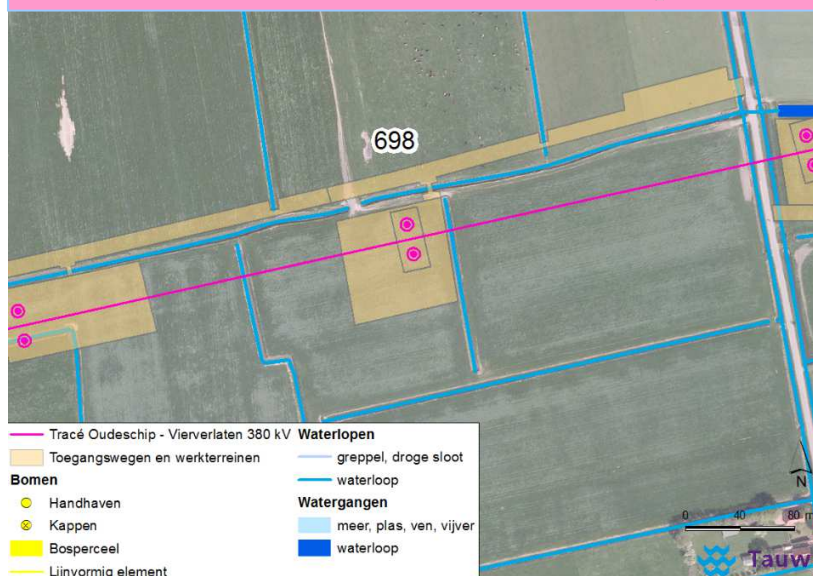 698
Tracé Oudeschip - Vierverlaten 380 kV
Toegangswegen en werkterreinen
Bomen
Handhaven
Kappen
Bosperceel
Lijnvormig element
Waterlopen
greppel, droge sloot
waterloop
Watergangen
meer, plas, ven, vijver
waterloop
N
0 40 80 m
Tauw